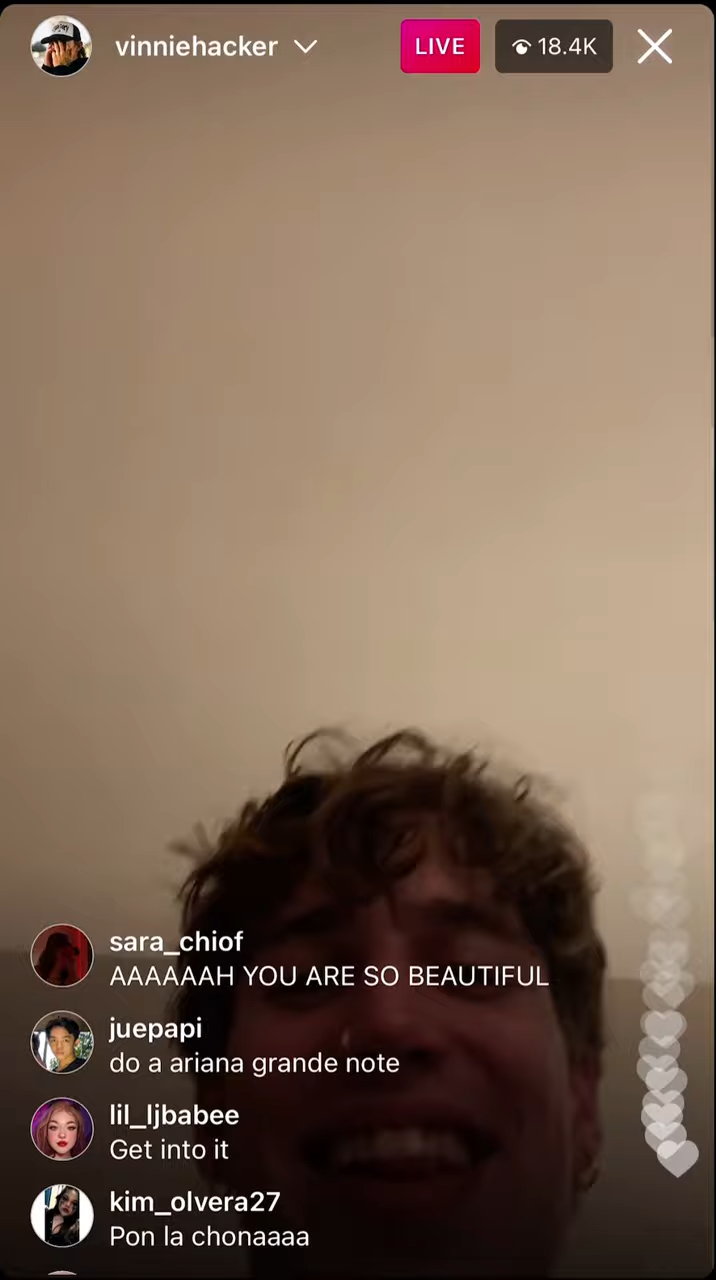 vinniehacker
LIVE
18.4K
sara_chiof
AAAAAAH YOU ARE SO BEAUTIFUL
juepapi
do a ariana grande note
lil_ljbabee
Get into it
kim_olvera27
Pon la chonaaaa